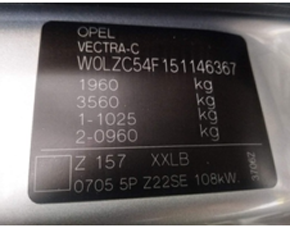 OPEL
VECTRA-C
W0LZC54F151146367
1960 kg
3560 kg
1-1025 kg
2-0960 kg
Z 157 XXLB
0705 5P Z22SE 108kW.